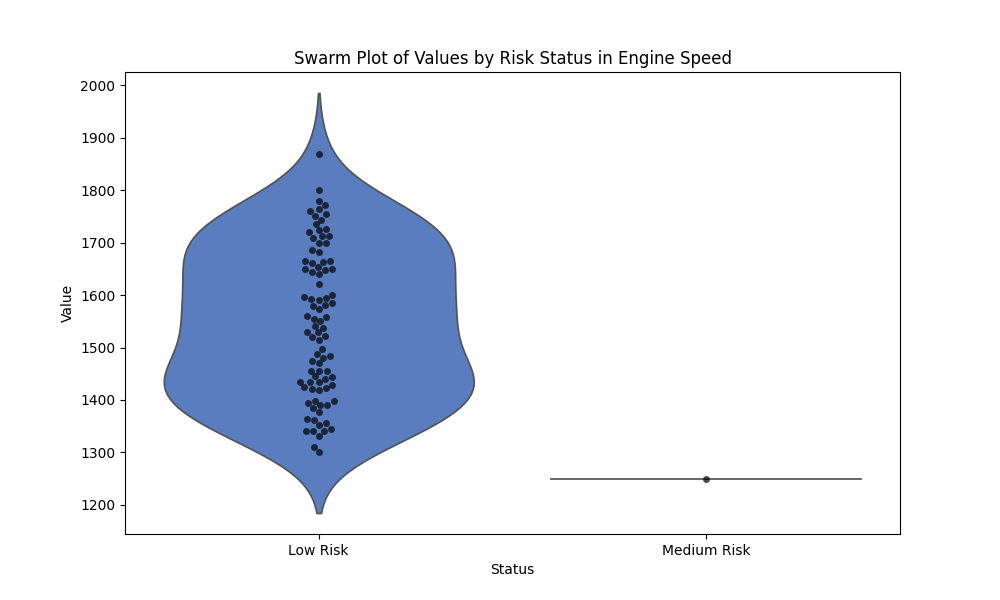 Swarm Plot of Values by Risk Status in Engine Speed
2000
1900
1800
1700
1600
1500
1400
1300
1200
Value
Low Risk
Medium Risk
Status